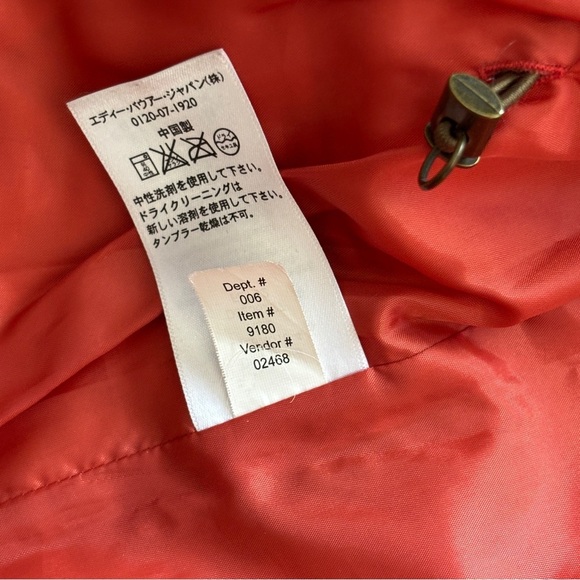 エディー・バウアー・ジャパン(株)
0120-07-1920
中国製
中性洗剤を使用して下さい。
ドライクリーニングは
新しい溶剤を使用して下さい。
タンブラー乾燥は不可。
Dept. #
006
Item #
9180
Vendor #
02468